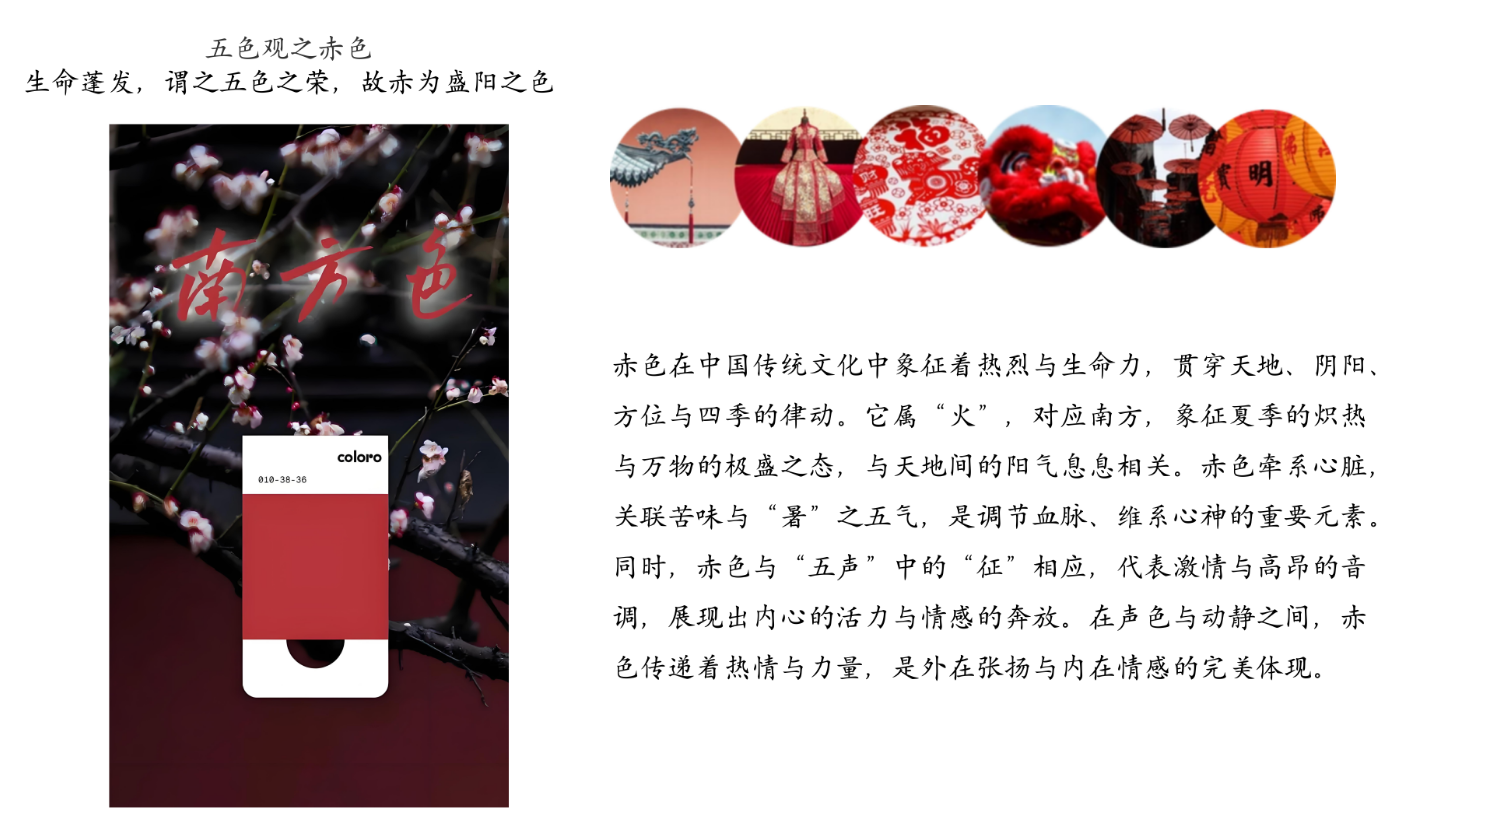 五色观之赤色
生命蓬发，谓之五色之荣，故赤为盛阳之色
南方色
coloro
010-38-36
福
财
旺
明
赤色在中国传统文化中象征着热烈与生命力，贯穿天地、阴阳、
方位与四季的律动。它属“火”，对应南方，象征夏季的炽热
与万物的极盛之态，与天地间的阳气息息相关。赤色牵系心脏，
关联苦味与“暑”之五气，是调节血脉、维系心神的重要元素。
同时，赤色与“五声”中的“征”相应，代表激情与高昂的音
调，展现出内心的活力与情感的奔放。在声色与动静之间，赤
色传递着热情与力量，是外在张扬与内在情感的完美体现。